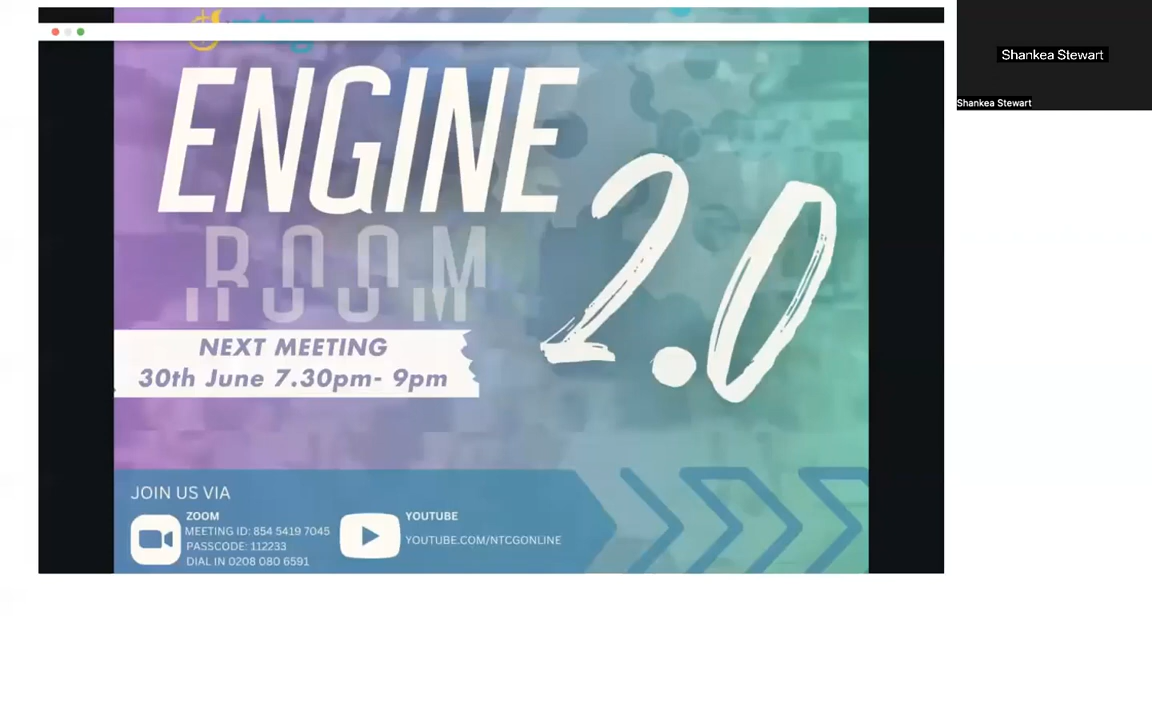 ntcg
ENGINE
ROOM
2.0
NEXT MEETING
30th June 7.30pm- 9pm
JOIN US VIA
ZOOM
MEETING ID: 854 5419 7045
PASSCODE: 112233
DIAL IN 0208 080 6591
YOUTUBE
YOUTUBE.COM/NTCGONLINE
Shankea Stewart
Shankea Stewart